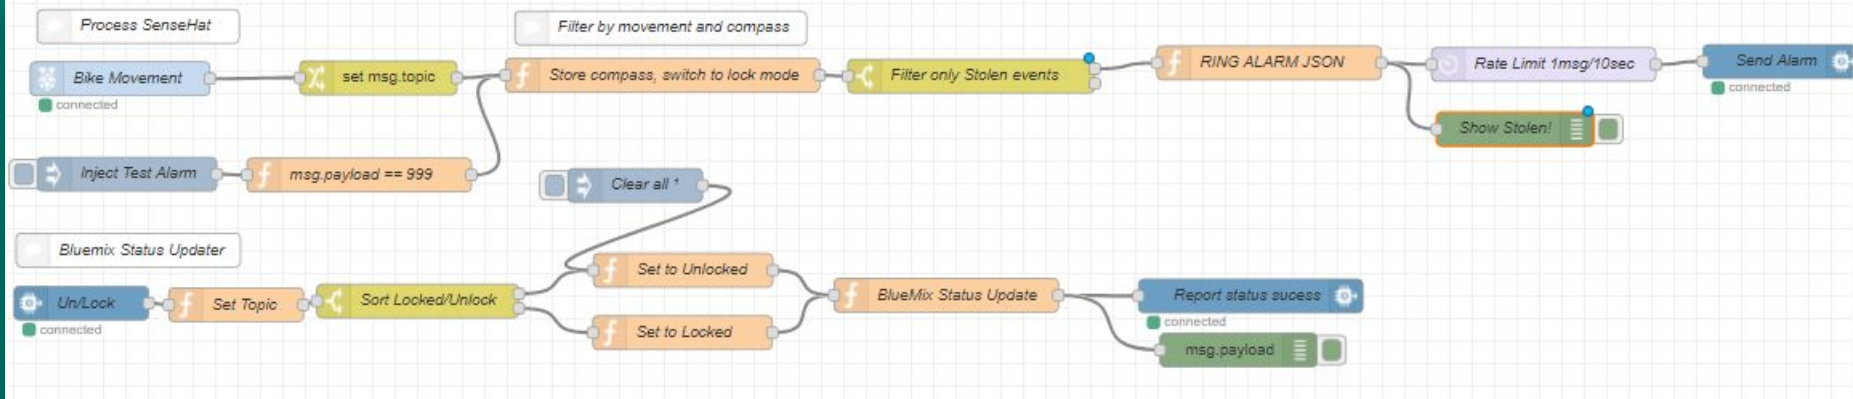 Process SenseHat
Filter by movement and compass
Bike Movement
set msg.topic
Store compass, switch to lock mode
Filter only Stolen events
RING ALARM JSON
Rate Limit 1msg/10sec
Send Alarm
connected
connected
Show Stolen!
Inject Test Alarm
msg.payload == 999
Clear all ¹
Bluemix Status Updater
Un/Lock
Set Topic
Sort Locked/Unlock
Set to Unlocked
BlueMix Status Update
Report status sucess
connected
Set to Locked
connected
msg.payload